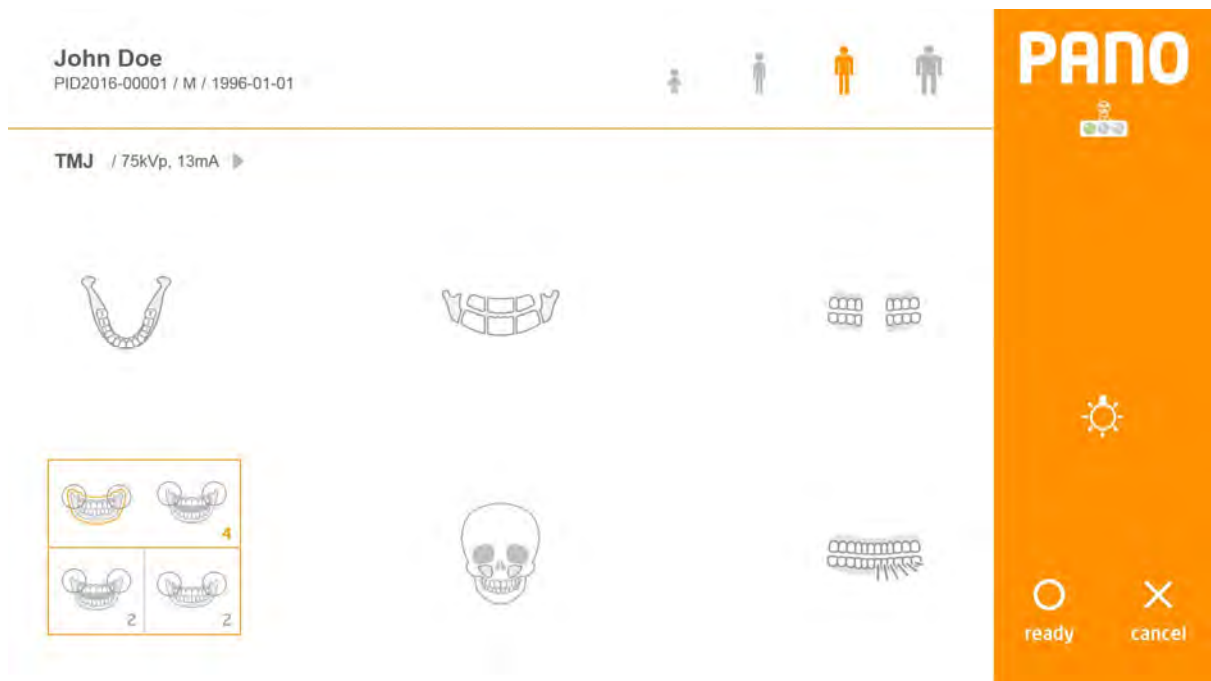 John Doe
PID2016-00001 / M / 1996-01-01
PANO
TMJ / 75kVp, 13mA
4
2
2
ready
cancel